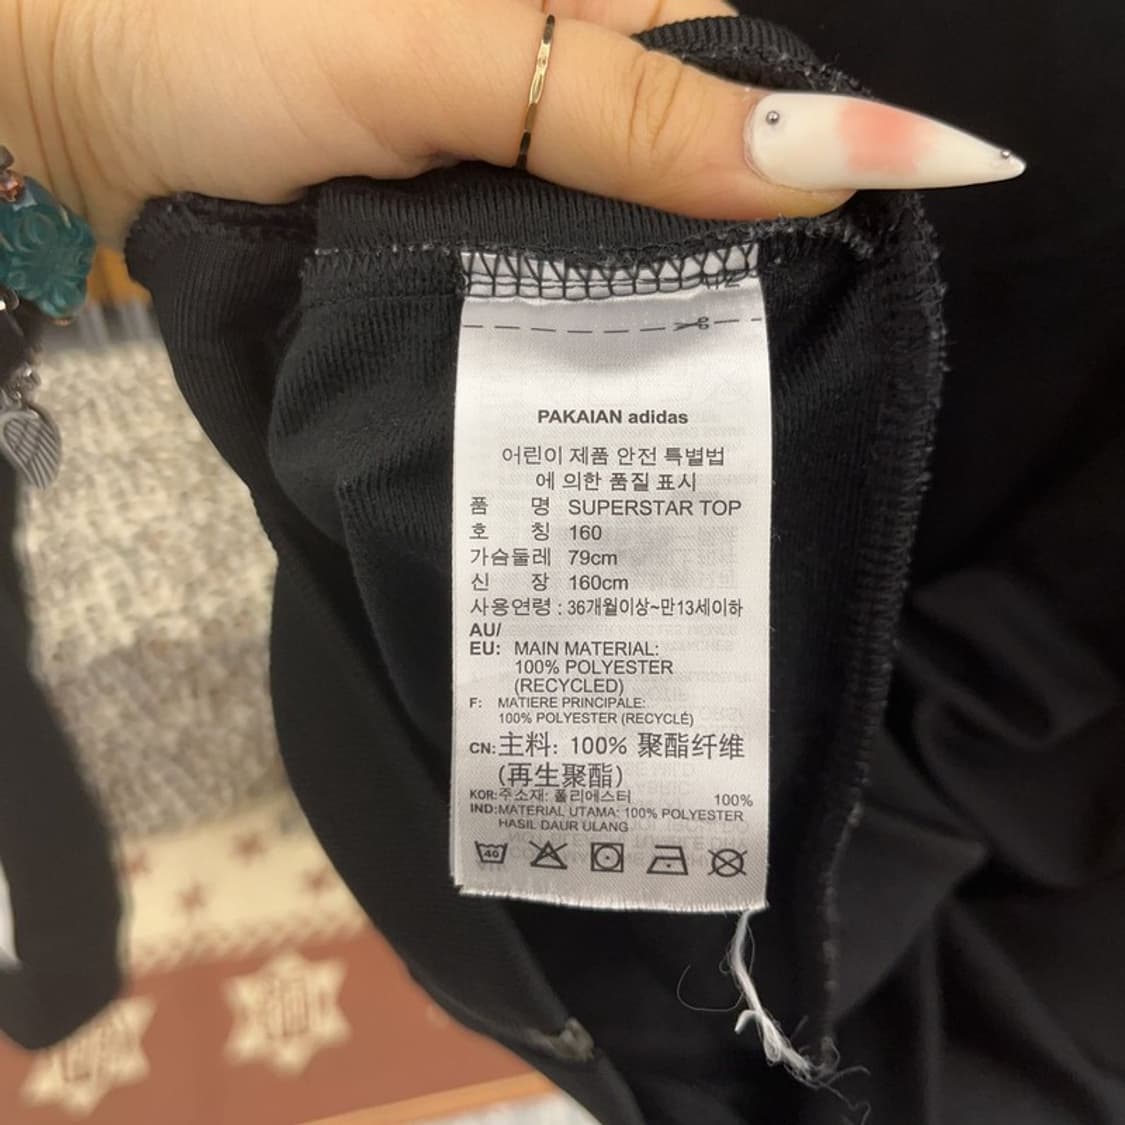 PAKAIAN adidas
어린이 제품 안전 특별법
에 의한 품질 표시
품 명 SUPERSTAR TOP
호 칭 160
가슴둘레 79cm
신 장 160cm
사용연령 : 36개월이상~만13세이하
AU/
EU: MAIN MATERIAL:
100% POLYESTER
(RECYCLED)
F: MATIERE PRINCIPALE:
100% POLYESTER (RECYCLÉ)
CN: 主料: 100% 聚酯纤维
(再生聚酯)
KOR: 주소재: 폴리에스터 100%
IND: MATERIAL UTAMA: 100% POLYESTER
HASIL DAUR ULANG
40